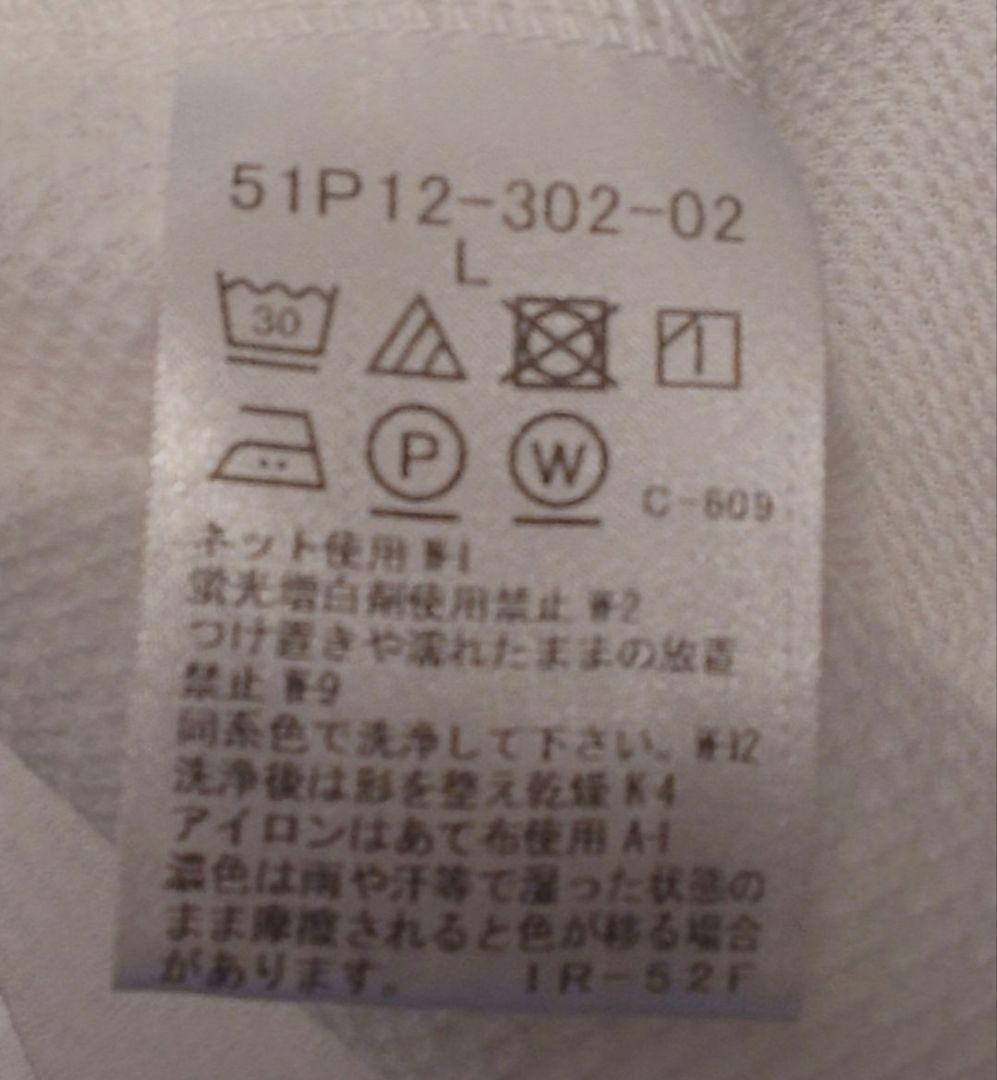 51P12-302-02
L
30
P W C-609
ネット使用 W-1
蛍光増白剤使用禁止 W-2
つけ置きや濡れたままの放置
禁止 W-9
同系色で洗浄して下さい。W-12
洗浄後は形を整え乾燥 K4
アイロンはあて布使用 A-1
濃色は雨や汗等で湿った状態の
まま摩擦されると色が移る場合
があります。 IR-52F